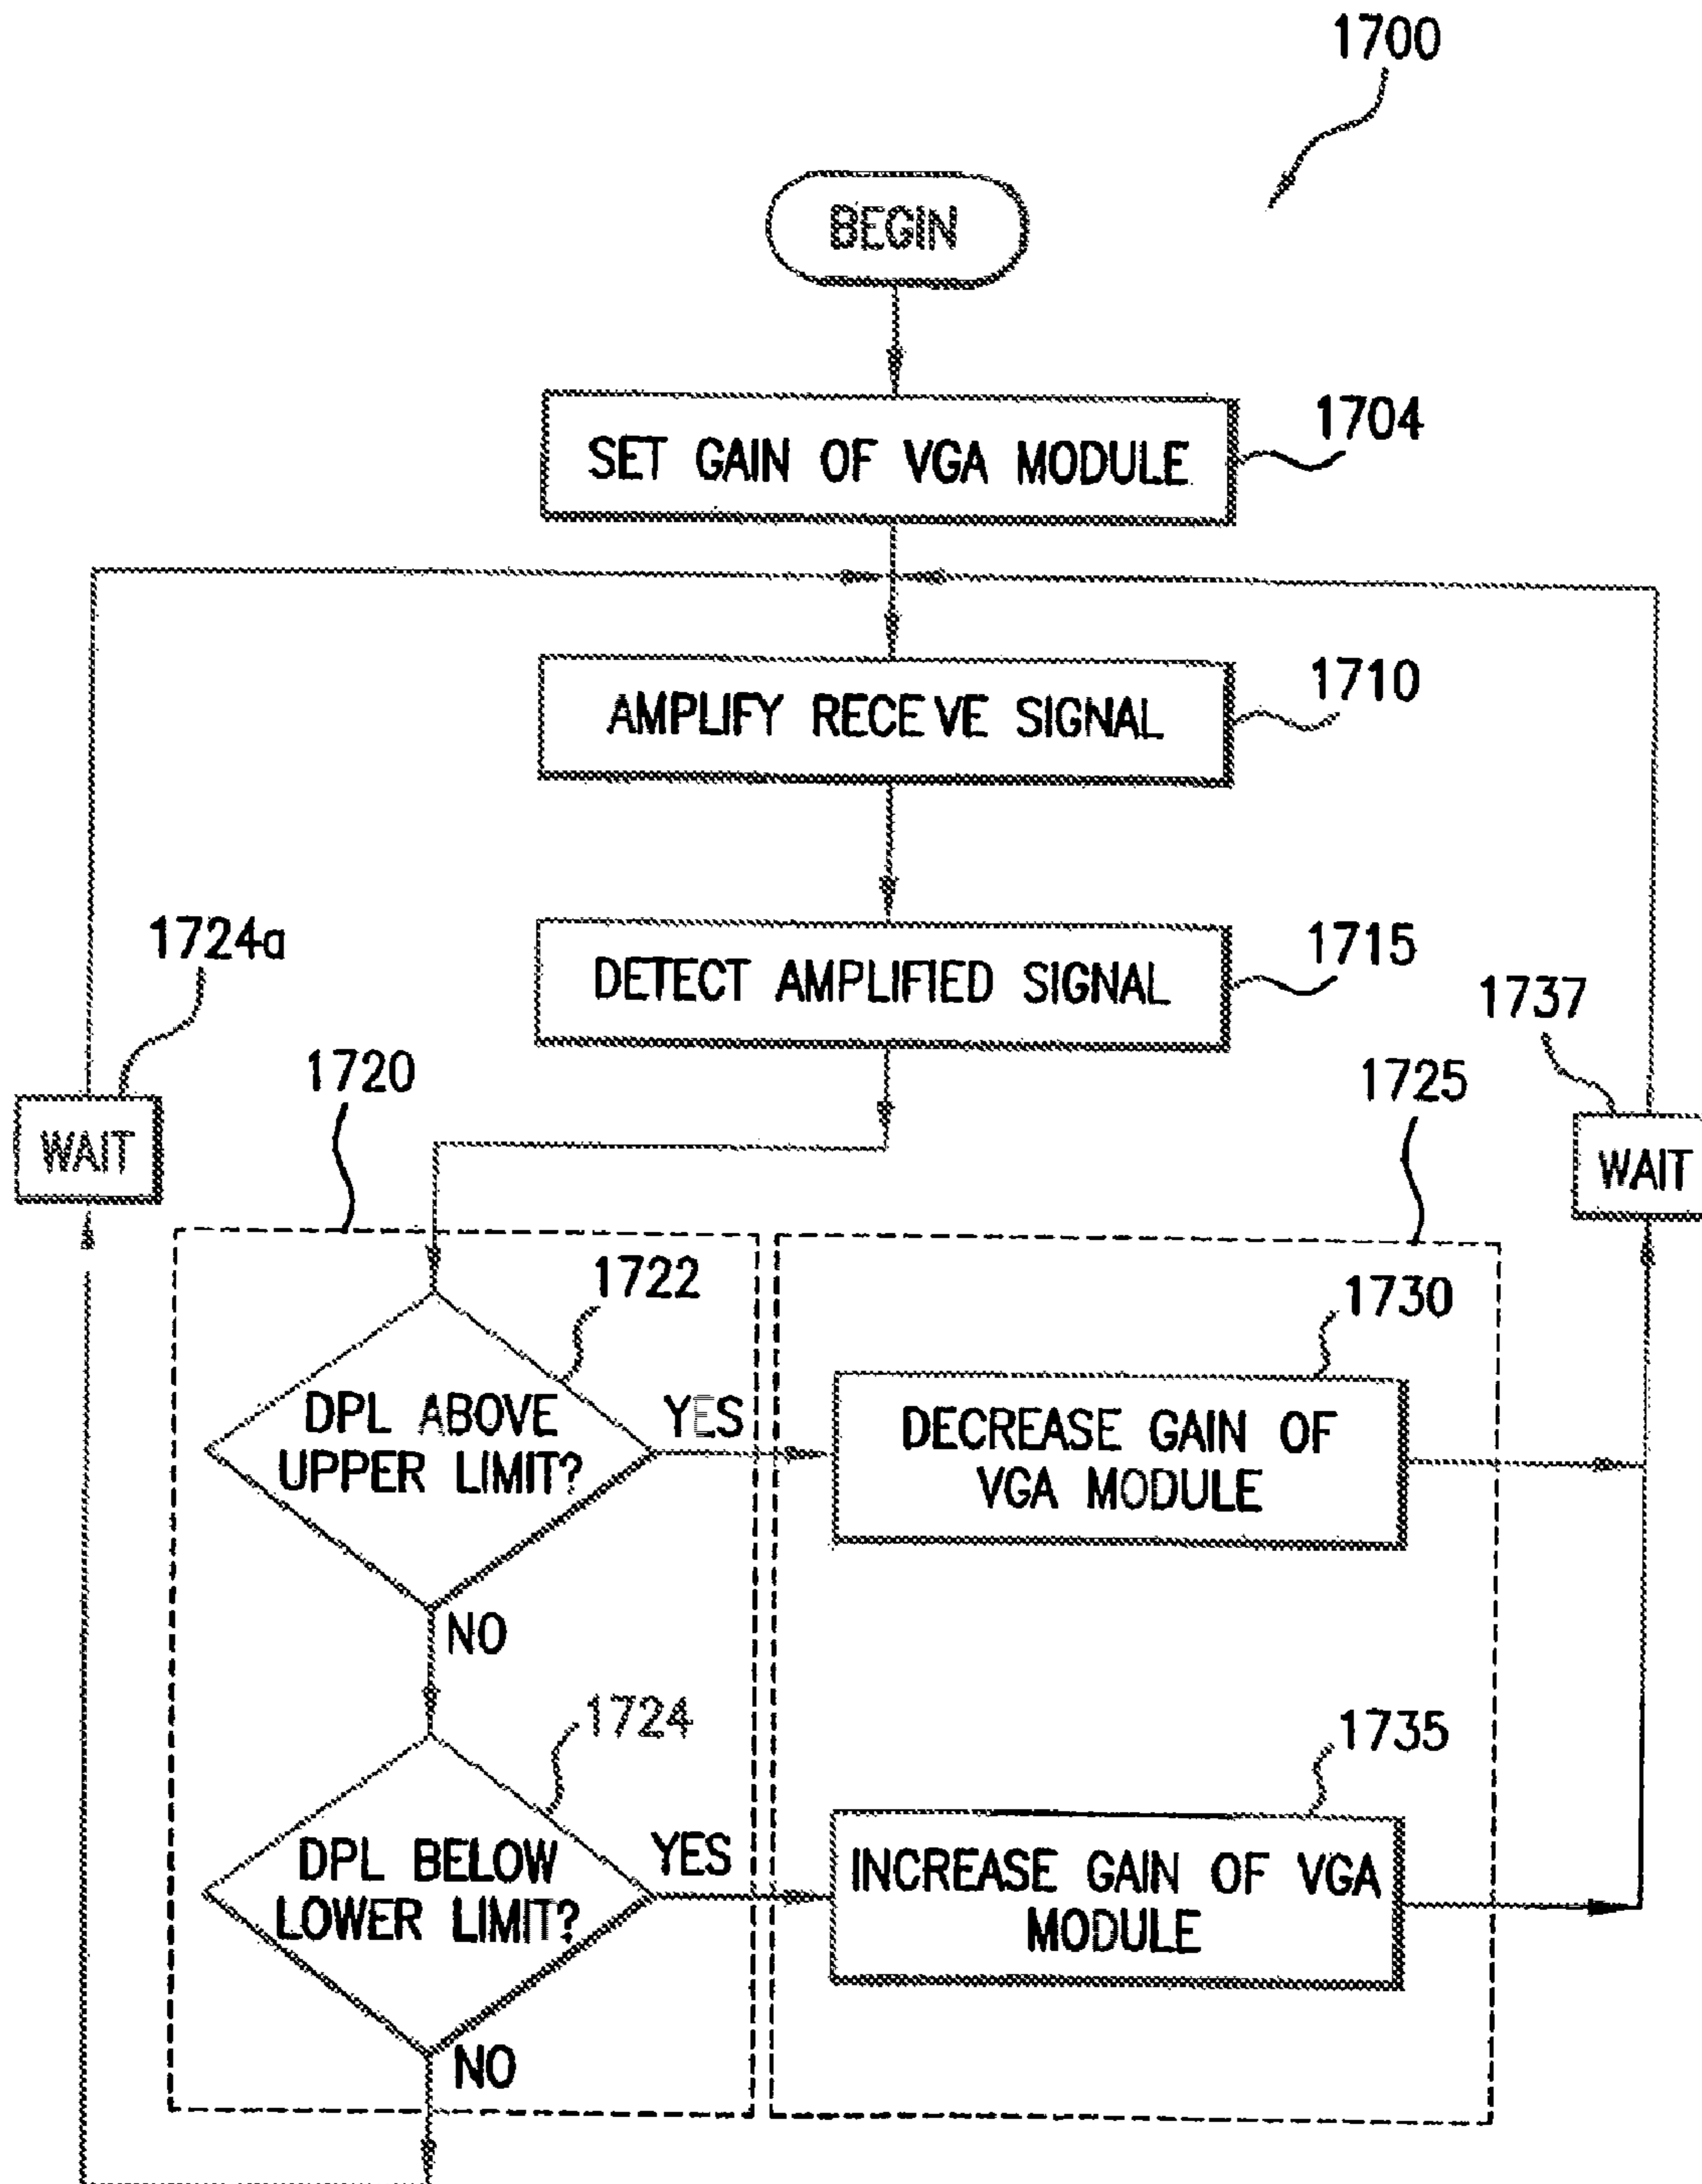 1700
BEGIN
SET GAIN OF VGA MODULE
1704
AMPLIFY RECEVE SIGNAL
1710
DETECT AMPLIFIED SIGNAL
1715
1724a
WAIT
1720
1725
1737
WAIT
1722
DPL ABOVE
UPPER LIMIT?
YES
NO
1730
DECREASE GAIN OF
VGA MODULE
1724
DPL BELOW
LOWER LIMIT?
YES
NO
1735
INCREASE GAIN OF VGA
MODULE